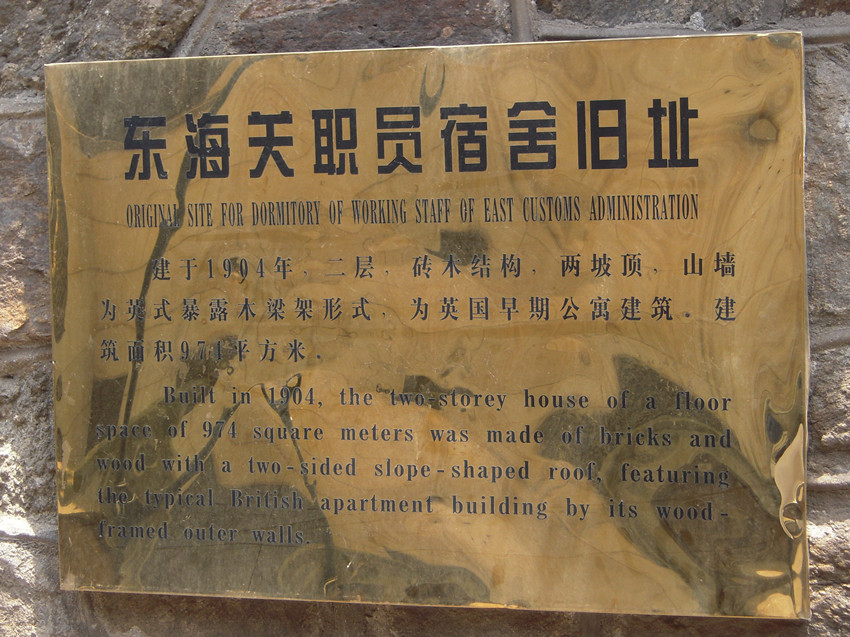 东海关职员宿舍旧址
ORIGINAL SITE FOR DORMITORY OF WORKING STAFF OF EAST CUSTOMS ADMINISTRATION
建于1904年，二层，砖木结构，两坡顶，山墙
为英式暴露木梁架形式，为英国早期公寓建筑。建
筑面积974平方米．
Built in 1904, the two-storey house of a floor
space of 974 square meters was made of bricks and
wood with a two-sided slope-shaped roof, featuring
the typical British apartment building by its wood-
framed outer walls.